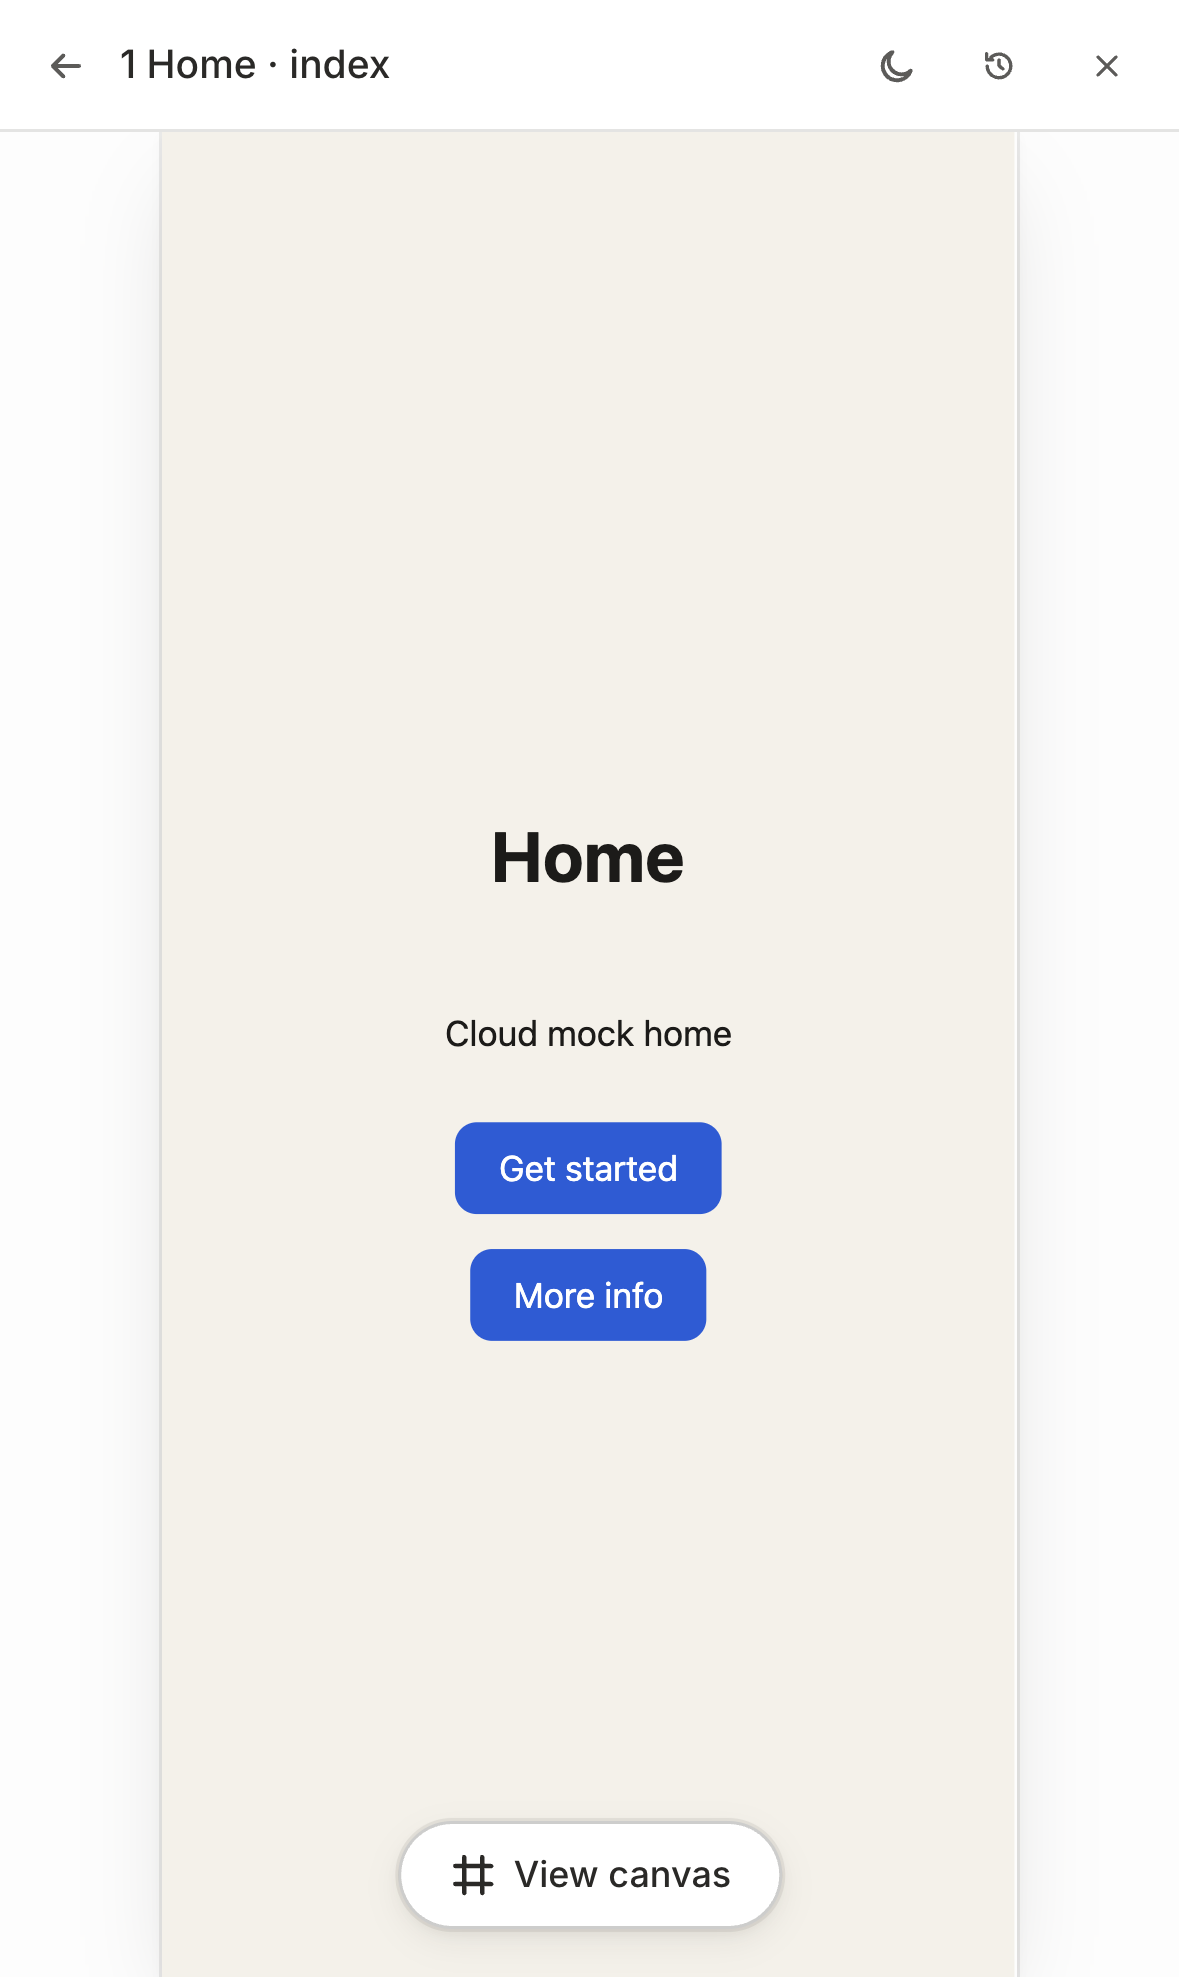 1 Home · index
Home
Cloud mock home
Get started
More info
View canvas